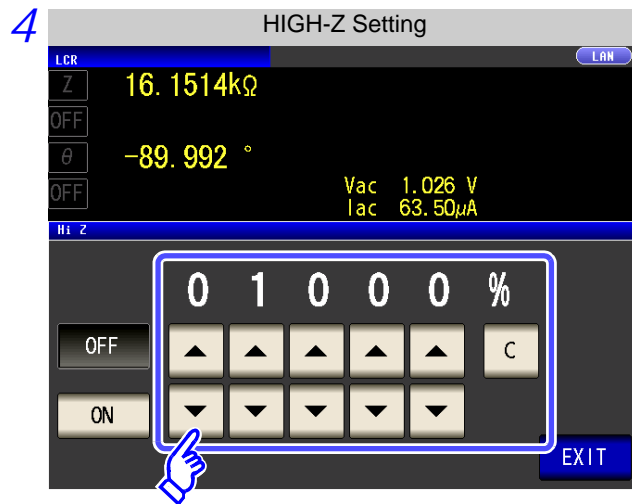 4
HIGH-Z Setting
LCR
LAN
Z 16.1514kΩ
OFF
θ -89.992 °
OFF
Vac 1.026 V
Iac 63.50μA
Hi Z
0 1 0 0 0 %
OFF
C
ON
EXIT